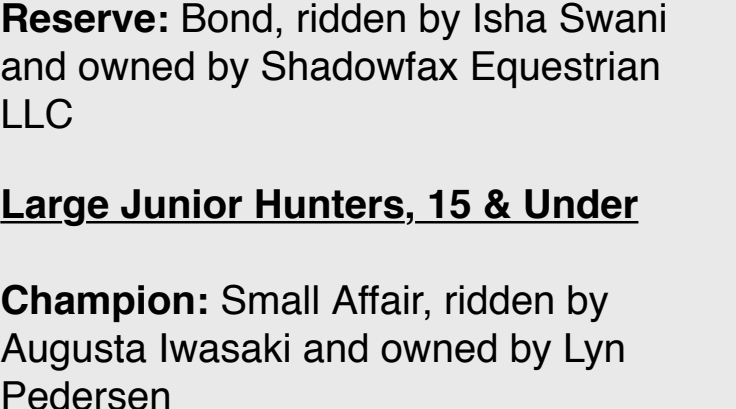 Reserve: Bond, ridden by Isha Swani
and owned by Shadowfax Equestrian
LLC
Large Junior Hunters, 15 & Under
Champion: Small Affair, ridden by
Augusta Iwasaki and owned by Lyn
Pedersen